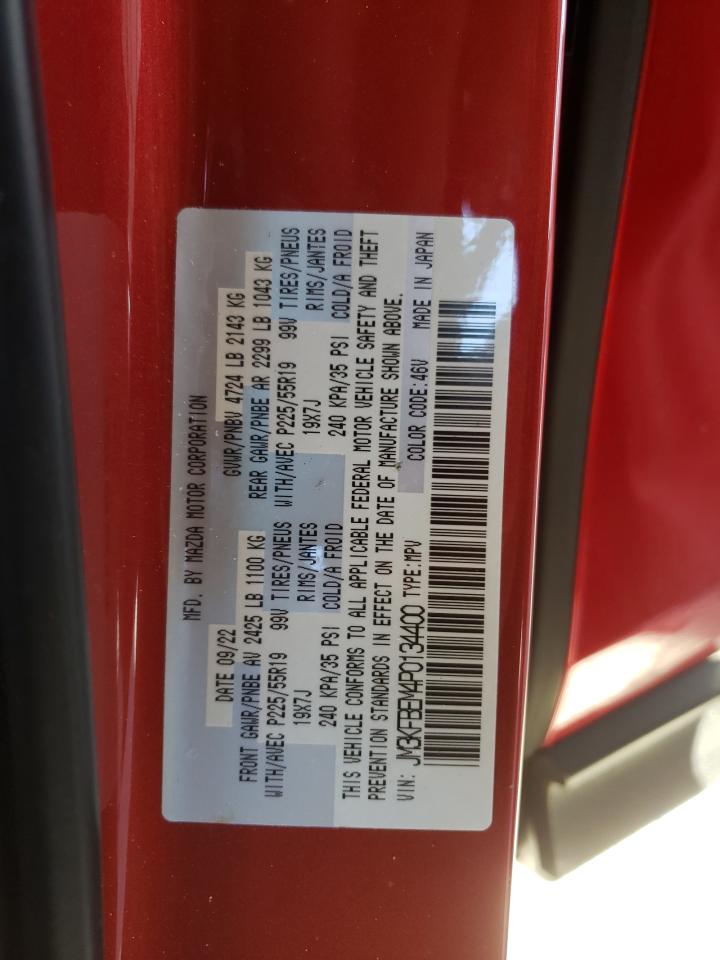 MFD. BY MAZDA MOTOR CORPORATION
DATE 09/22 GVWR/PNBV 4724 LB 2143 KG
FRONT GAWR/PNBE AV 2425 LB 1100 KG REAR GAWR/PNBE AR 2299 LB 1043 KG
WITH/AVEC P225/55R19 99V TIRES/PNEUS WITH/AVEC P225/55R19 99V TIRES/PNEUS
19X7J RIMS/JANTES 19X7J RIMS/JANTES
240 KPA/35 PSI COLD/A FROID 240 KPA/35 PSI COLD/A FROID
THIS VEHICLE CONFORMS TO ALL APPLICABLE FEDERAL MOTOR VEHICLE SAFETY AND THEFT
PREVENTION STANDARDS IN EFFECT ON THE DATE OF MANUFACTURE SHOWN ABOVE.
VIN: JM3KFBEM4P0134400 TYPE:MPV COLOR CODE:46V MADE IN JAPAN